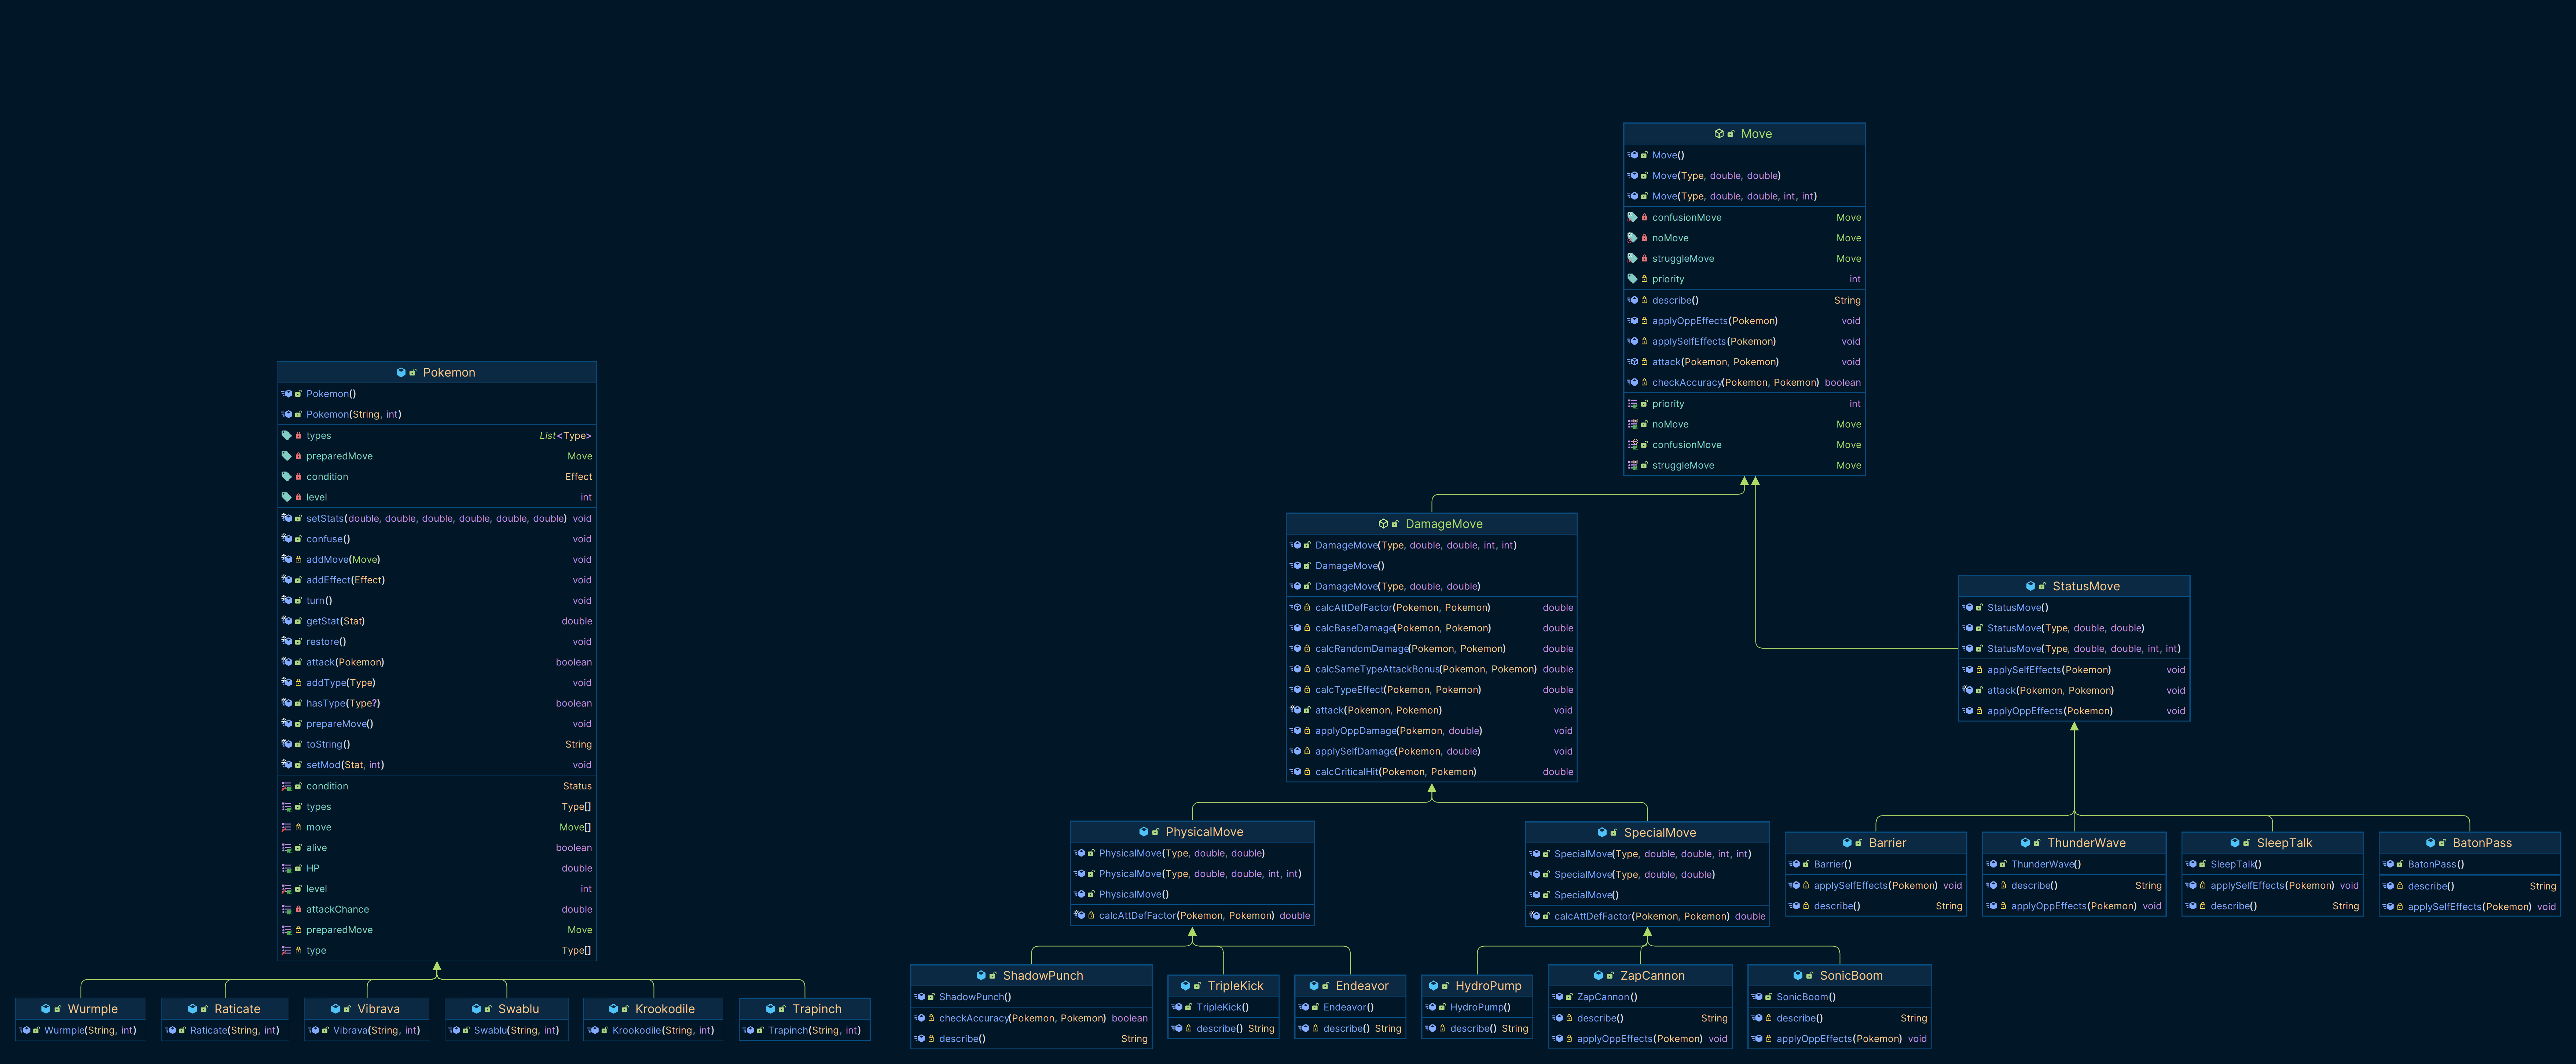 Move
Move()
Move(Type, double, double)
Move(Type, double, double, int, int)
confusionMove Move
noMove Move
struggleMove Move
priority int
describe() String
applyOppEffects(Pokemon) void
applySelfEffects(Pokemon) void
attack(Pokemon, Pokemon) void
checkAccuracy(Pokemon, Pokemon) boolean
priority int
noMove Move
confusionMove Move
struggleMove Move
Pokemon
Pokemon()
Pokemon(String, int)
types List<Type>
preparedMove Move
condition Effect
level int
setStats(double, double, double, double, double, double) void
confuse() void
addMove(Move) void
addEffect(Effect) void
turn() void
getStat(Stat) double
restore() void
attack(Pokemon) boolean
addType(Type) void
hasType(Type?) boolean
prepareMove() void
toString() String
setMod(Stat, int) void
condition Status
types Type[]
move Move[]
alive boolean
HP double
level int
attackChance double
preparedMove Move
type Type[]
DamageMove
DamageMove(Type, double, double, int, int)
DamageMove()
DamageMove(Type, double, double)
calcAttDefFactor(Pokemon, Pokemon) double
calcBaseDamage(Pokemon, Pokemon) double
calcRandomDamage(Pokemon, Pokemon) double
calcSameTypeAttackBonus(Pokemon, Pokemon) double
calcTypeEffect(Pokemon, Pokemon) double
attack(Pokemon, Pokemon) void
applyOppDamage(Pokemon, double) void
applySelfDamage(Pokemon, double) void
calcCriticalHit(Pokemon, Pokemon) double
StatusMove
StatusMove()
StatusMove(Type, double, double)
StatusMove(Type, double, double, int, int)
applySelfEffects(Pokemon) void
attack(Pokemon, Pokemon) void
applyOppEffects(Pokemon) void
PhysicalMove
PhysicalMove(Type, double, double)
PhysicalMove(Type, double, double, int, int)
PhysicalMove()
calcAttDefFactor(Pokemon, Pokemon) double
SpecialMove
SpecialMove(Type, double, double, int, int)
SpecialMove(Type, double, double)
SpecialMove()
calcAttDefFactor(Pokemon, Pokemon) double
Barrier
Barrier()
applySelfEffects(Pokemon) void
describe() String
ThunderWave
ThunderWave()
describe() String
applyOppEffects(Pokemon) void
SleepTalk
SleepTalk()
applySelfEffects(Pokemon) void
describe() String
BatonPass
BatonPass()
describe() String
applySelfEffects(Pokemon) void
Wurmple
Wurmple(String, int)
Raticate
Raticate(String, int)
Vibrava
Vibrava(String, int)
Swablu
Swablu(String, int)
Krookodile
Krookodile(String, int)
Trapinch
Trapinch(String, int)
ShadowPunch
ShadowPunch()
checkAccuracy(Pokemon, Pokemon) boolean
describe() String
TripleKick
TripleKick()
describe() String
Endeavor
Endeavor()
describe() String
HydroPump
HydroPump()
describe() String
ZapCannon
ZapCannon()
describe() String
applyOppEffects(Pokemon) void
SonicBoom
SonicBoom()
describe() String
applyOppEffects(Pokemon) void